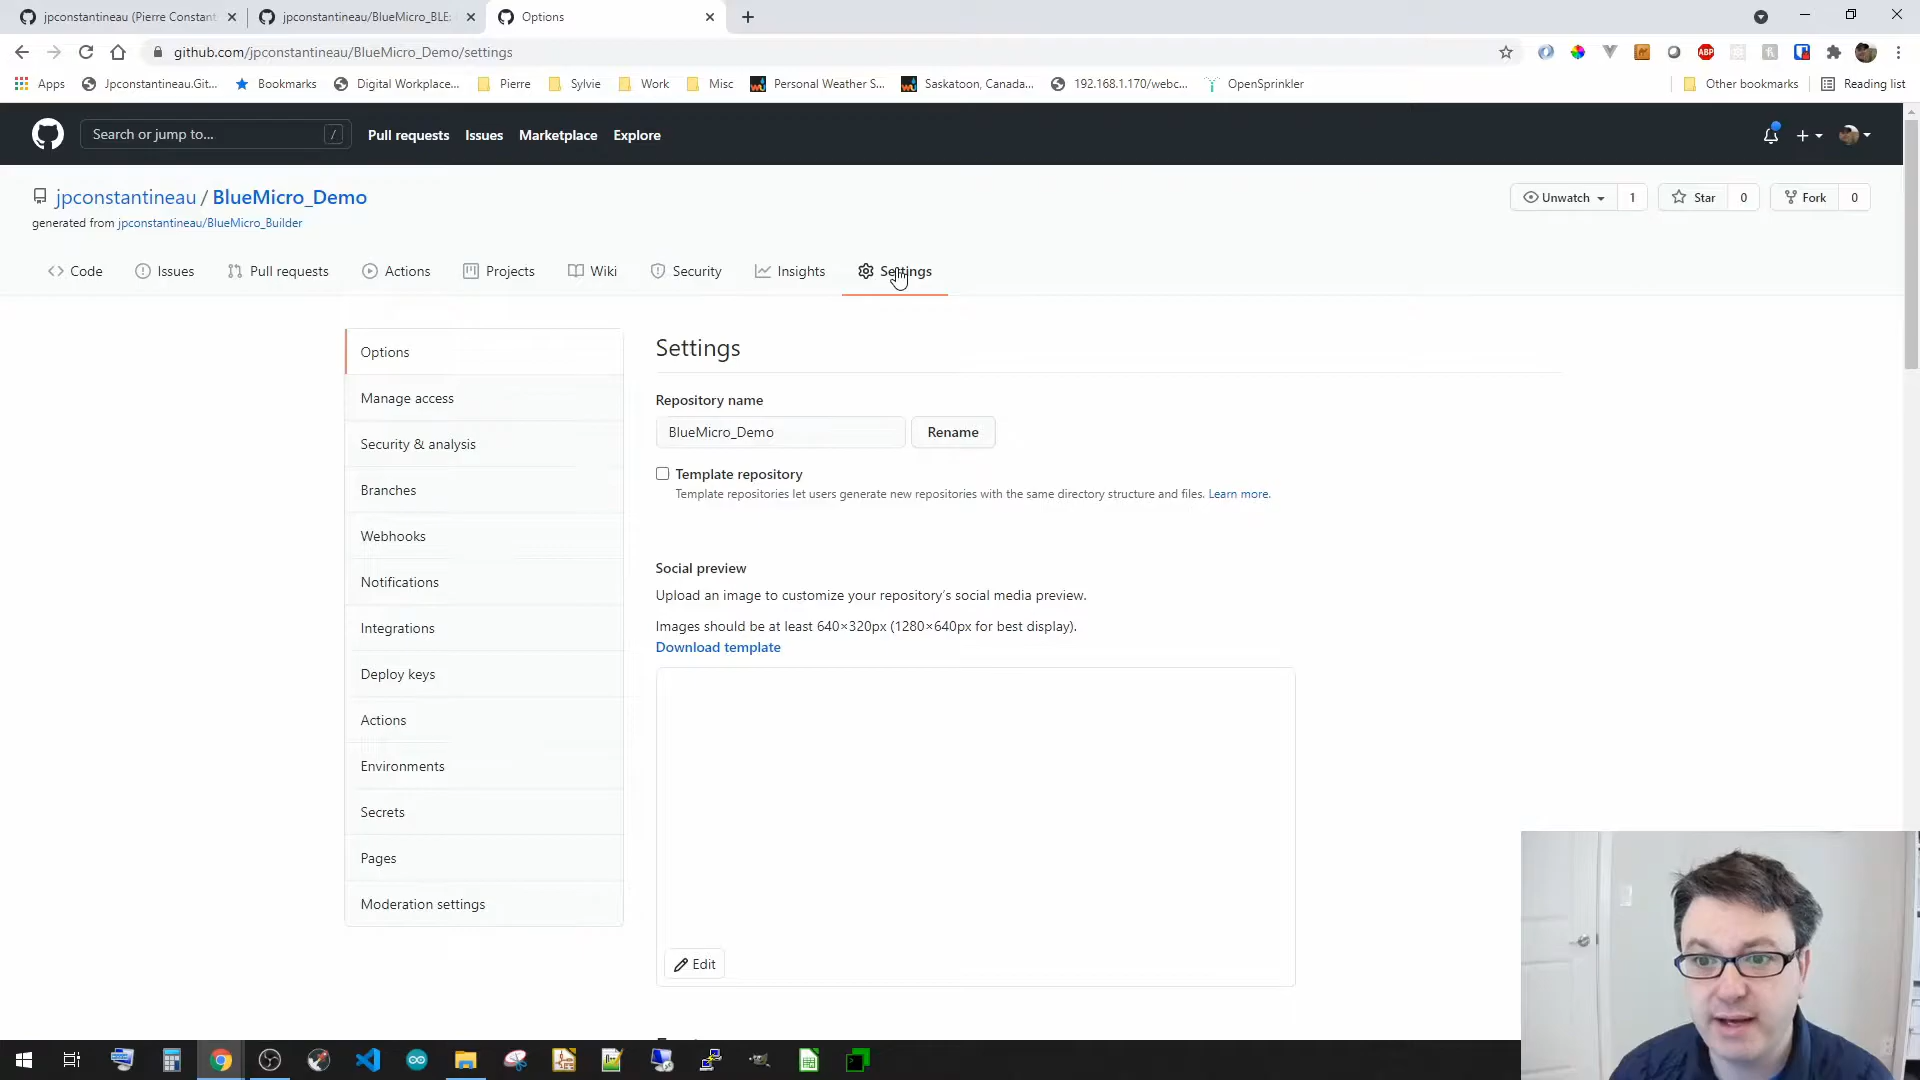 jpconstantineau (Pierre Constant
jpconstantineau/BlueMicro_BLE:
Options
github.com/jpconstantineau/BlueMicro_Demo/settings
ABP
Apps
Jpconstantineau.Git...
Bookmarks
Digital Workplace...
Pierre
Sylvie
Work
Misc
Personal Weather S...
Saskatoon, Canada...
192.168.1.170/webc...
OpenSprinkler
Other bookmarks
Reading list
Search or jump to...
/
Pull requests
Issues
Marketplace
Explore
jpconstantineau / BlueMicro_Demo
generated from jpconstantineau/BlueMicro_Builder
Unwatch 1
Star 0
Fork 0
Code
Issues
Pull requests
Actions
Projects
Wiki
Security
Insights
Settings
Options
Manage access
Security & analysis
Branches
Webhooks
Notifications
Integrations
Deploy keys
Actions
Environments
Secrets
Pages
Moderation settings
Settings
Repository name
BlueMicro_Demo
Rename
Template repository
Template repositories let users generate new repositories with the same directory structure and files. Learn more.
Social preview
Upload an image to customize your repository's social media preview.
Images should be at least 640×320px (1280×640px for best display).
Download template
Edit